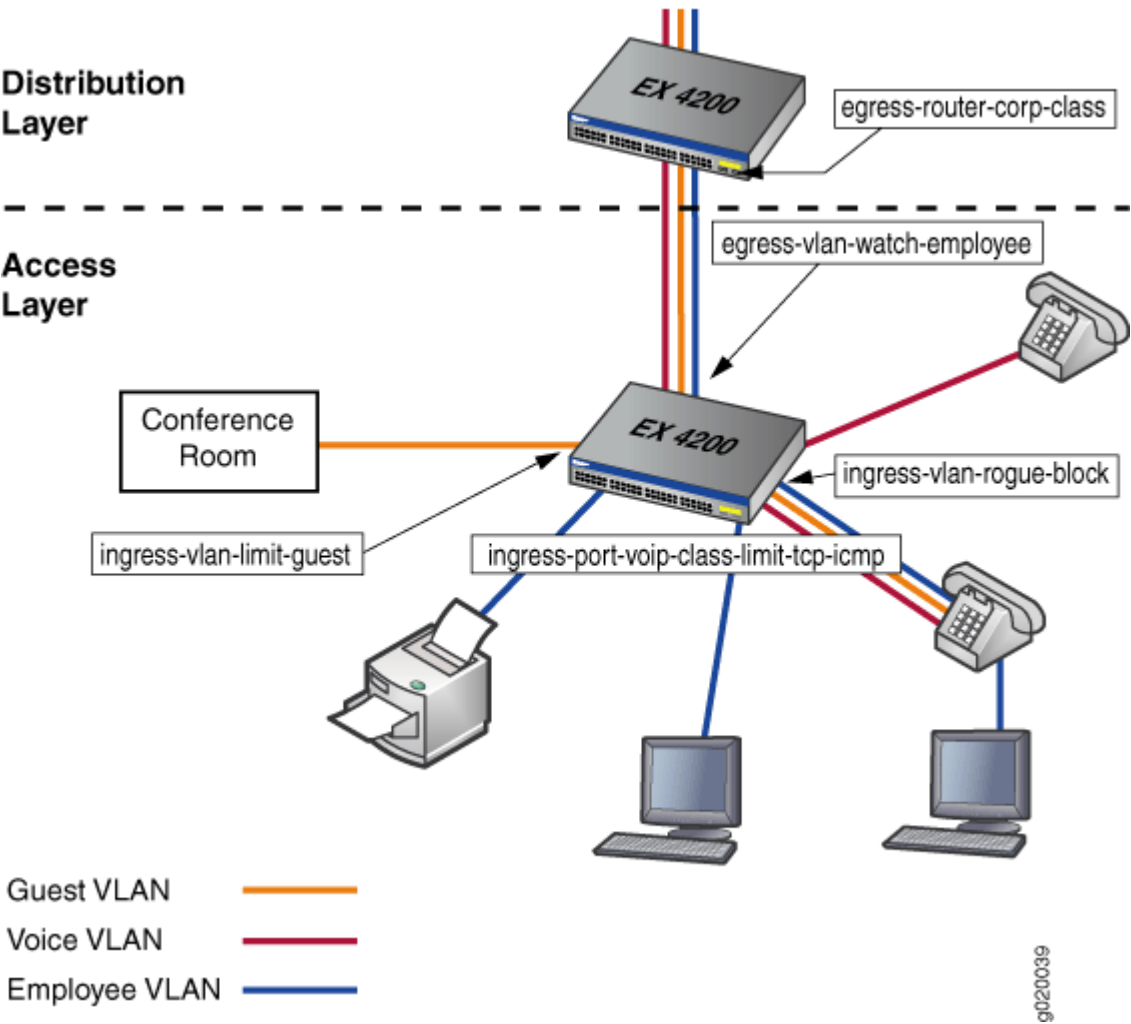 Distribution
Layer
EX 4200
egress-router-corp-class
egress-vlan-watch-employee
Access
Layer
Conference
Room
EX 4200
ingress-vlan-rogue-block
ingress-vlan-limit-guest
ingress-port-voip-class-limit-tcp-icmp
Guest VLAN
Voice VLAN
Employee VLAN
g020039